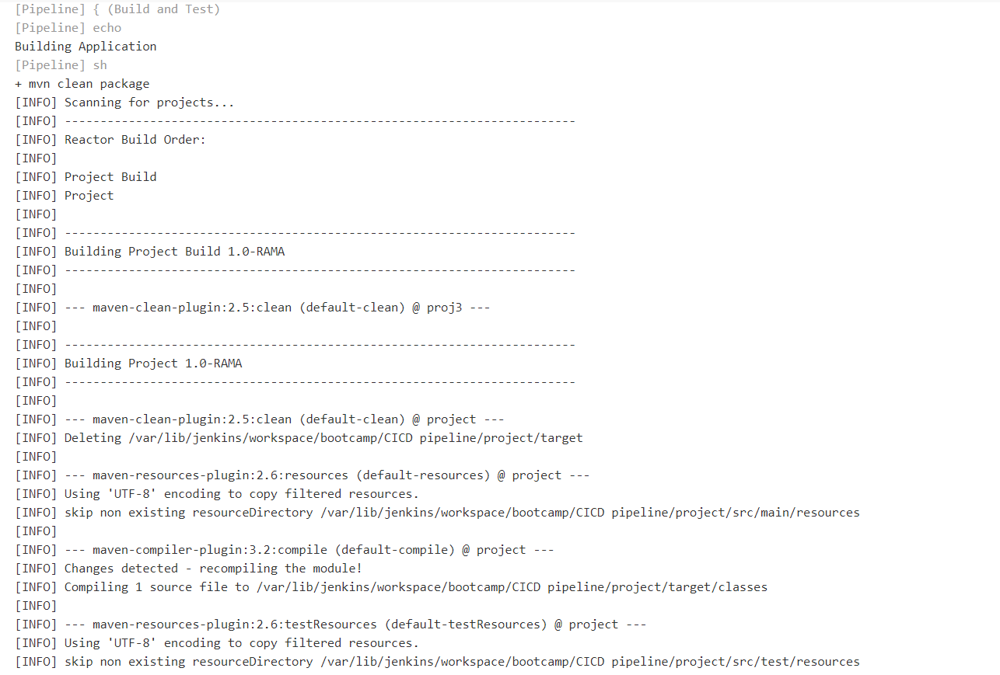 [Pipeline] { (Build and Test)
[Pipeline] echo
Building Application
[Pipeline] sh
+ mvn clean package
[INFO] Scanning for projects...
[INFO] ------------------------------------------------------------------------
[INFO] Reactor Build Order:
[INFO]
[INFO] Project Build
[INFO] Project
[INFO]
[INFO] ------------------------------------------------------------------------
[INFO] Building Project Build 1.0-RAMA
[INFO] ------------------------------------------------------------------------
[INFO]
[INFO] --- maven-clean-plugin:2.5:clean (default-clean) @ proj3 ---
[INFO]
[INFO] ------------------------------------------------------------------------
[INFO] Building Project 1.0-RAMA
[INFO] ------------------------------------------------------------------------
[INFO]
[INFO] --- maven-clean-plugin:2.5:clean (default-clean) @ project ---
[INFO] Deleting /var/lib/jenkins/workspace/bootcamp/CICD pipeline/project/target
[INFO]
[INFO] --- maven-resources-plugin:2.6:resources (default-resources) @ project ---
[INFO] Using 'UTF-8' encoding to copy filtered resources.
[INFO] skip non existing resourceDirectory /var/lib/jenkins/workspace/bootcamp/CICD pipeline/project/src/main/resources
[INFO]
[INFO] --- maven-compiler-plugin:3.2:compile (default-compile) @ project ---
[INFO] Changes detected - recompiling the module!
[INFO] Compiling 1 source file to /var/lib/jenkins/workspace/bootcamp/CICD pipeline/project/target/classes
[INFO]
[INFO] --- maven-resources-plugin:2.6:testResources (default-testResources) @ project ---
[INFO] Using 'UTF-8' encoding to copy filtered resources.
[INFO] skip non existing resourceDirectory /var/lib/jenkins/workspace/bootcamp/CICD pipeline/project/src/test/resources